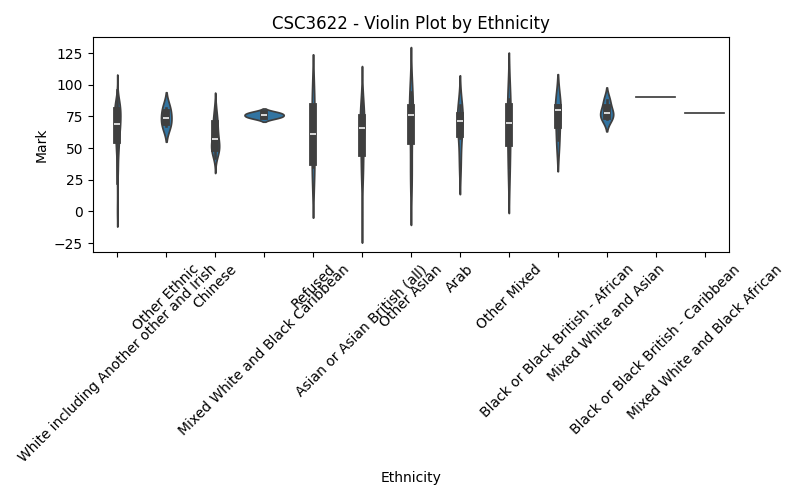 CSC3622 - Violin Plot by Ethnicity
Mark
125
100
75
50
25
0
−25
White including Another other and Irish
Other Ethnic
Chinese
Mixed White and Black Caribbean
Refused
Asian or Asian British (all)
Other Asian
Arab
Other Mixed
Black or Black British - African
Mixed White and Asian
Black or Black British - Caribbean
Mixed White and Black African
Ethnicity